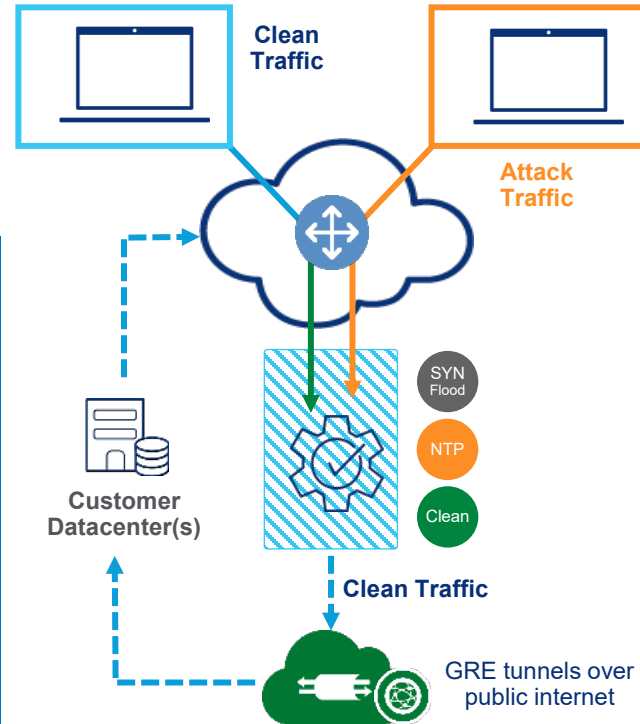 Clean
Traffic
Attack
Traffic
SYN
Flood
NTP
Clean
Customer
Datacenter(s)
Clean Traffic
GRE tunnels over
public internet